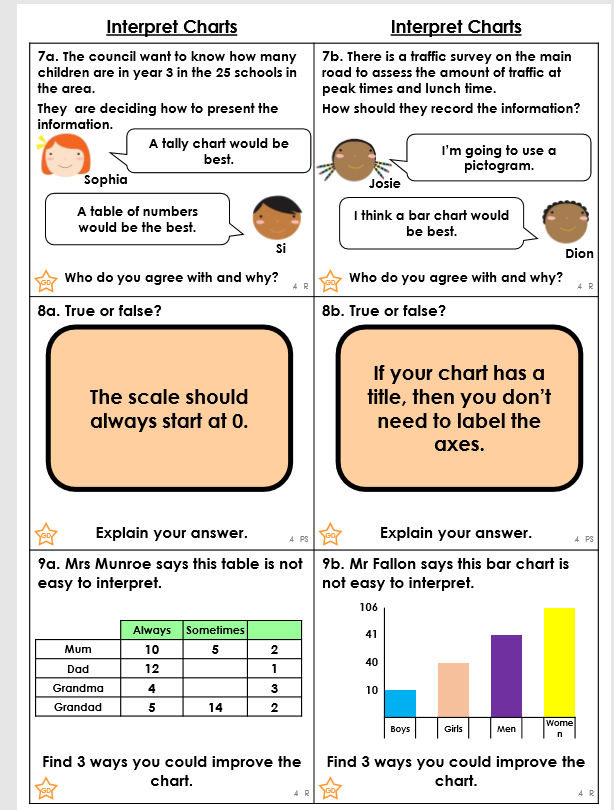 Interpret Charts
Interpret Charts
7a. The council want to know how many
children are in year 3 in the 25 schools in
the area.
They are deciding how to present the
information.
A tally chart would be
best.
Sophia
A table of numbers
would be the best.
Si
GD
Who do you agree with and why?
4 R
7b. There is a traffic survey on the main
road to assess the amount of traffic at
peak times and lunch time.
How should they record the information?
I'm going to use a
pictogram.
Josie
I think a bar chart would
be best.
Dion
GD
Who do you agree with and why?
4 R
8a. True or false?
The scale should
always start at 0.
GD
Explain your answer.
4 PS
8b. True or false?
If your chart has a
title, then you don't
need to label the
axes.
GD
Explain your answer.
4 PS
9a. Mrs Munroe says this table is not
easy to interpret.
Always Sometimes
Mum 10 5 2
Dad 12 1
Grandma 4 3
Grandad 5 14 2
Find 3 ways you could improve the
chart.
GD
4 R
9b. Mr Fallon says this bar chart is
not easy to interpret.
106
41
40
10
Boys Girls Men Wome
n
Find 3 ways you could improve the
chart.
GD
4 R